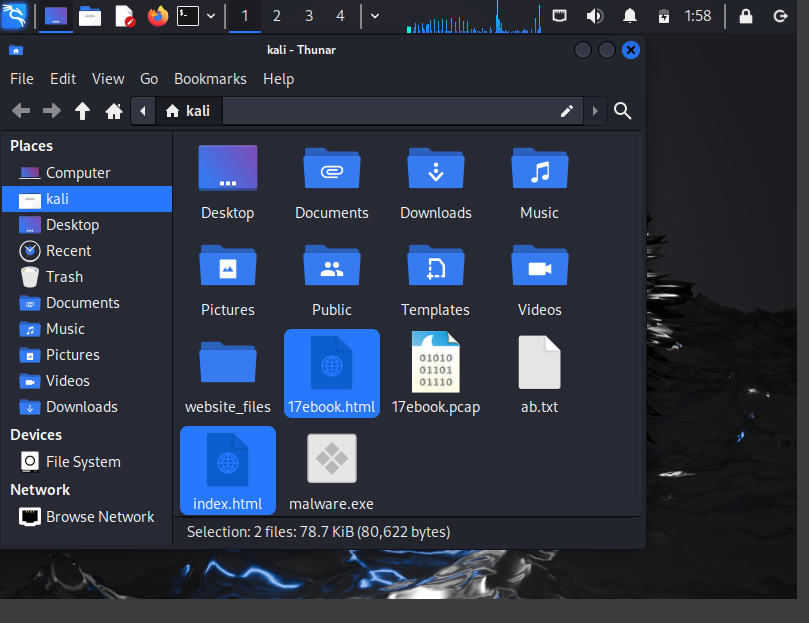 1 2 3 4 1:58
kali - Thunar
File Edit View Go Bookmarks Help
kali
Places
Computer
kali
Desktop
Recent
Trash
Documents
Music
Pictures
Videos
Downloads
Devices
File System
Network
Browse Network
Desktop Documents Downloads Music
Pictures Public Templates Videos
01010
01101
01110
website_files 17ebook.html 17ebook.pcap ab.txt
index.html malware.exe
Selection: 2 files: 78.7 KiB (80,622 bytes)